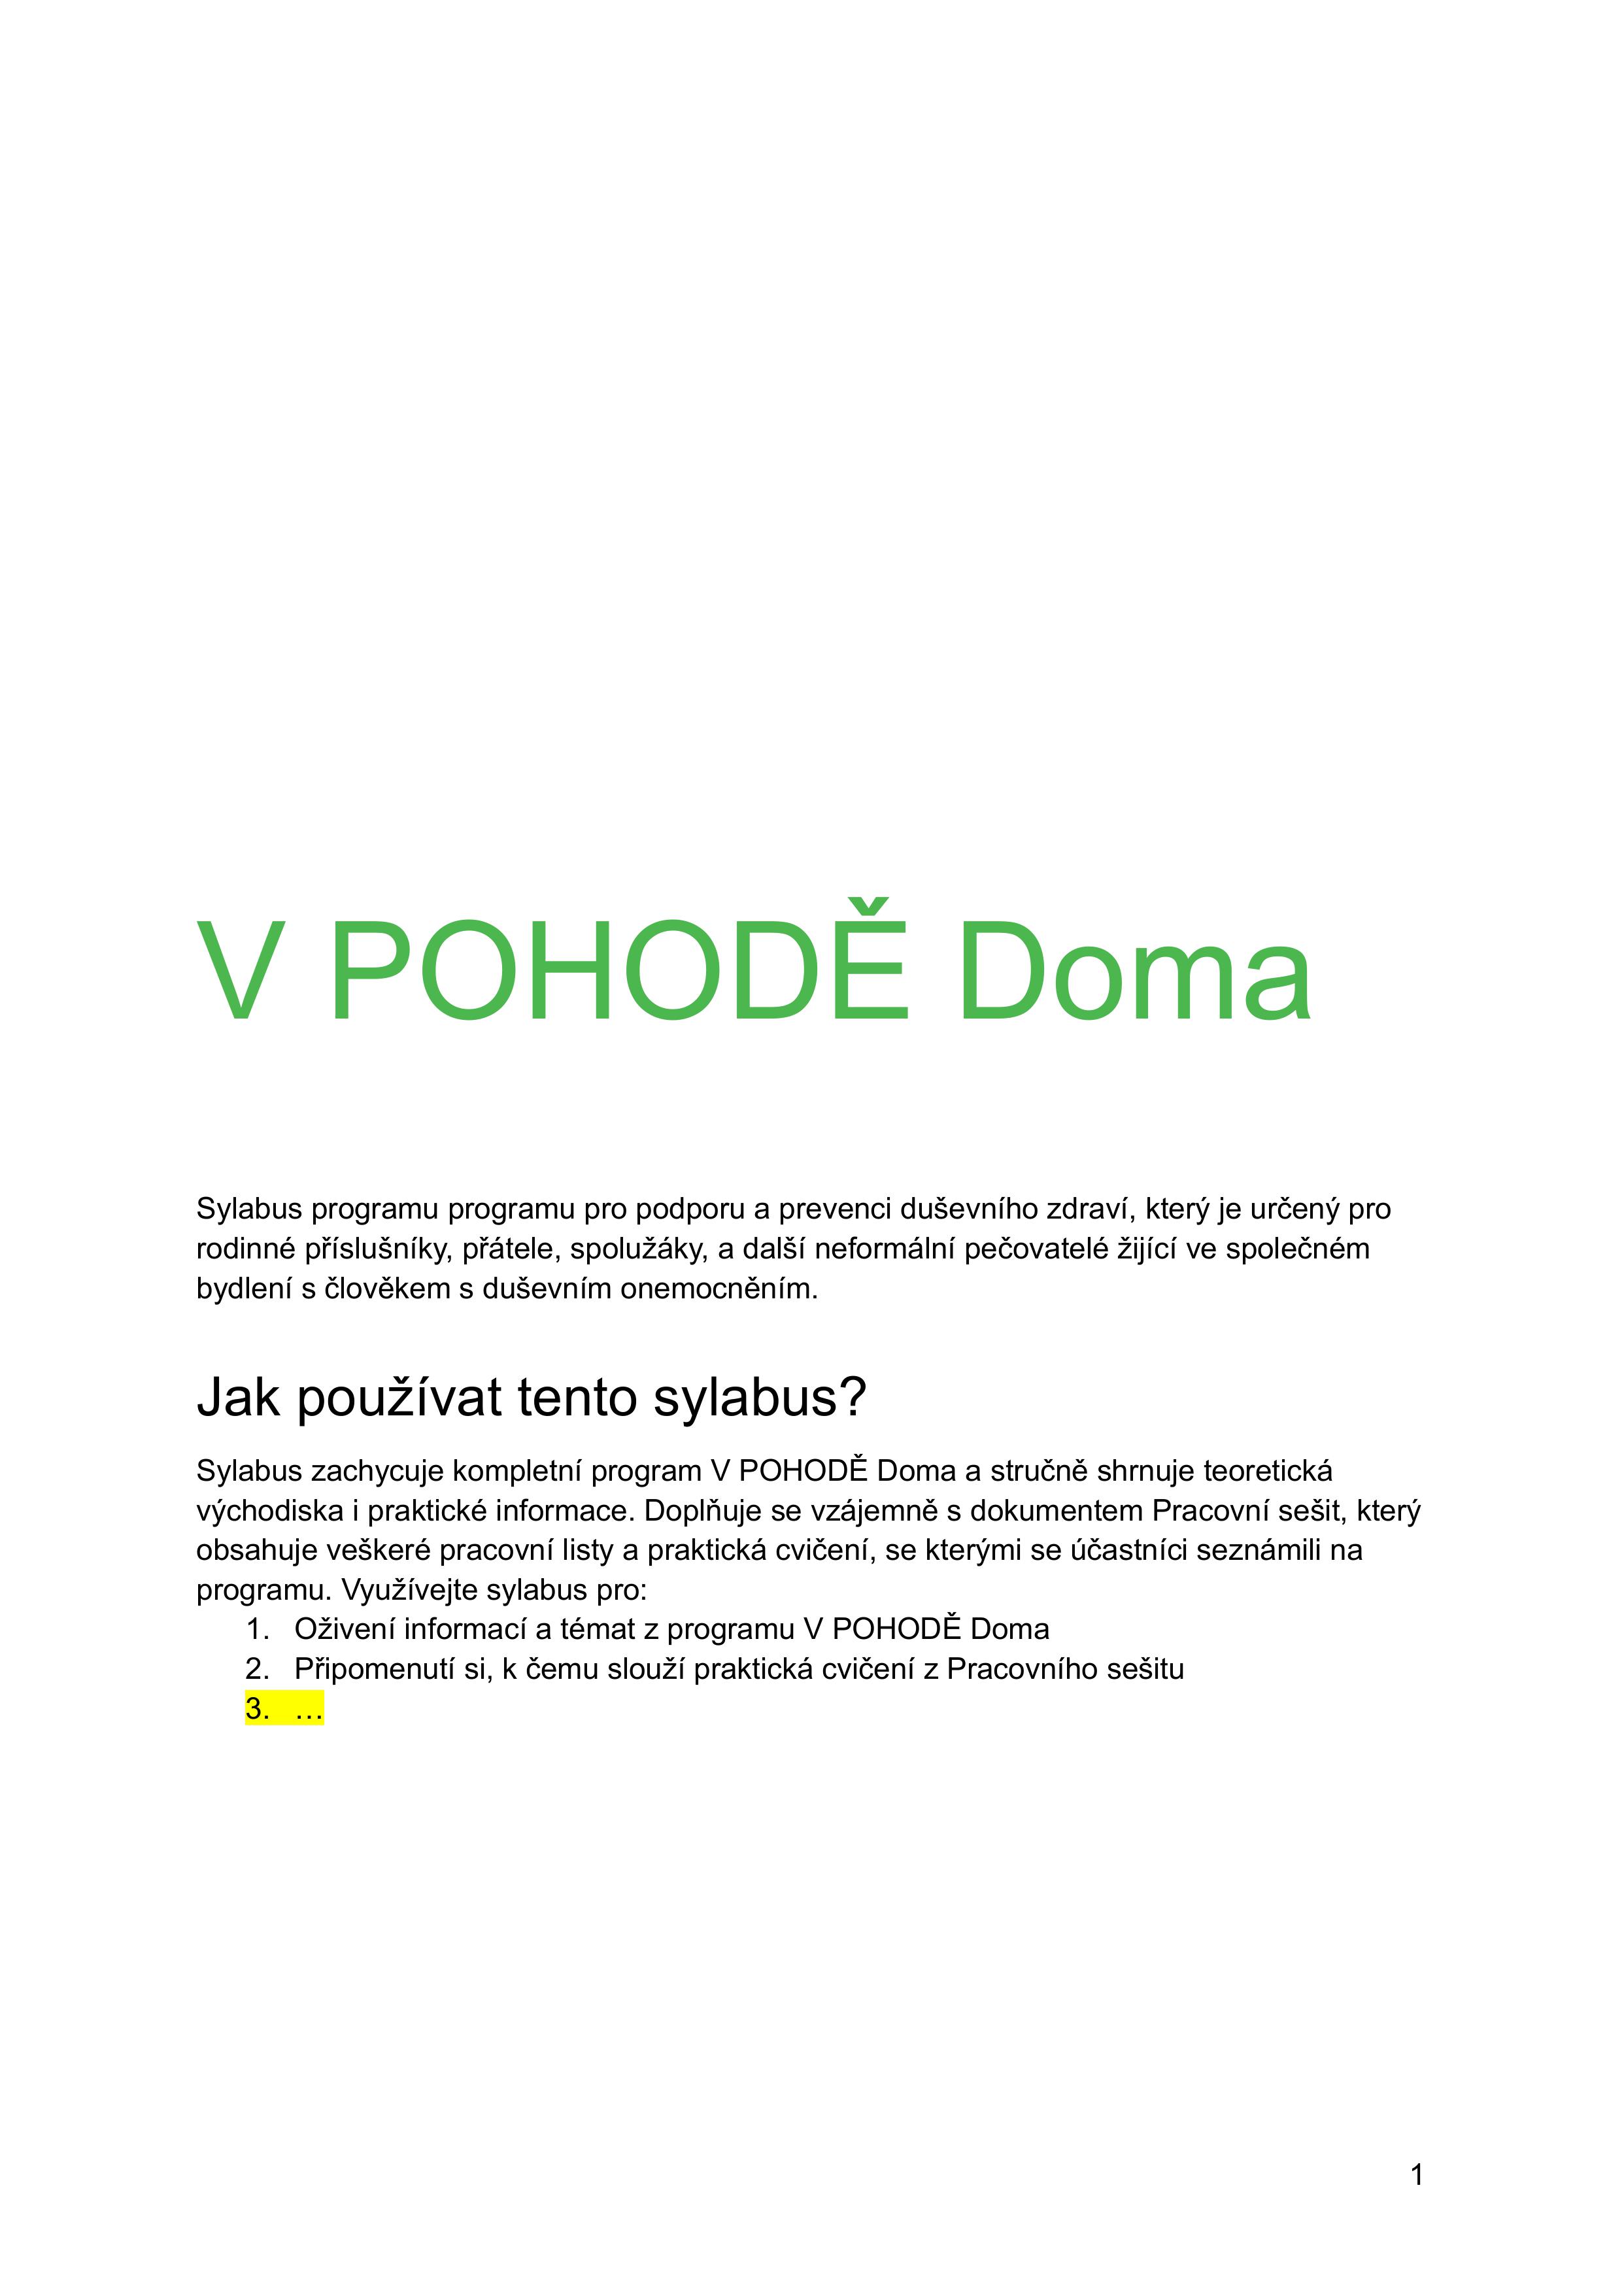 V POHODĚ Doma
Sylabus programu programu pro podporu a prevenci duševního zdraví, který je určený pro
rodinné příslušníky, přátele, spolužáky, a další neformální pečovatelé žijící ve společném
bydlení s člověkem s duševním onemocněním.
Jak používat tento sylabus?
Sylabus zachycuje kompletní program V POHODĚ Doma a stručně shrnuje teoretická
východiska i praktické informace. Doplňuje se vzájemně s dokumentem Pracovní sešit, který
obsahuje veškeré pracovní listy a praktická cvičení, se kterými se účastníci seznámili na
programu. Využívejte sylabus pro:
1. Oživení informací a témat z programu V POHODĚ Doma
2. Připomenutí si, k čemu slouží praktická cvičení z Pracovního sešitu
3. …
1